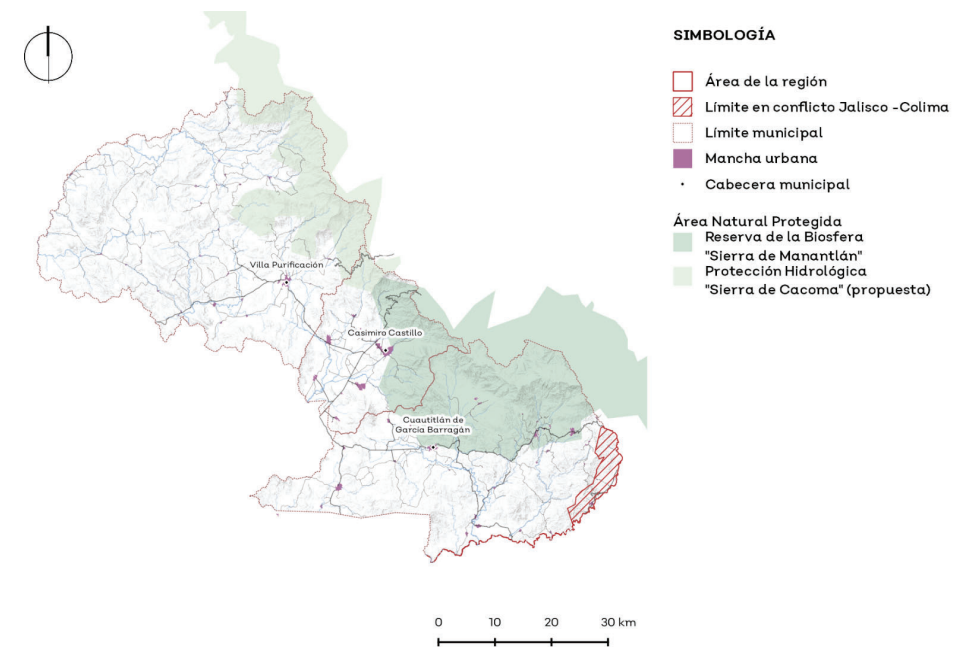 SIMBOLOGÍA
Área de la región
Límite en conflicto Jalisco -Colima
Límite municipal
Mancha urbana
Cabecera municipal
Área Natural Protegida
Reserva de la Biosfera
"Sierra de Manantlán"
Protección Hidrológica
"Sierra de Cacoma" (propuesta)
Villa Purificación
Casimiro Castillo
Cuautitlán de
García Barragán
0 10 20 30 km